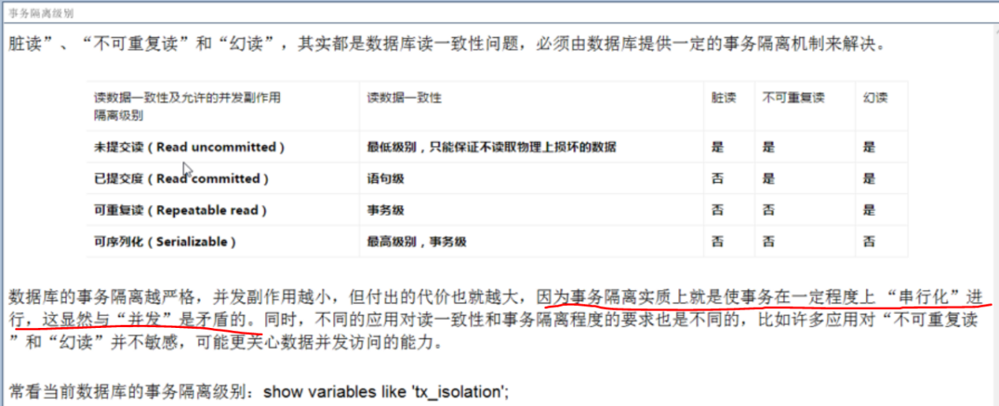 事务隔离级别
脏读”、“不可重复读”和“幻读”，其实都是数据库读一致性问题，必须由数据库提供一定的事务隔离机制来解决。
读数据一致性及允许的并发副作用 读数据一致性 脏读 不可重复读 幻读
隔离级别
未提交读（Read uncommitted） 最低级别，只能保证不读取物理上损坏的数据 是 是 是
已提交度（Read committed） 语句级 否 是 是
可重复读（Repeatable read） 事务级 否 否 是
可序列化（Serializable） 最高级别，事务级 否 否 否
数据库的事务隔离越严格，并发副作用越小，但付出的代价也就越大，因为事务隔离实质上就是使事务在一定程度上 “串行化”进
行，这显然与“并发”是矛盾的。同时，不同的应用对读一致性和事务隔离程度的要求也是不同的，比如许多应用对“不可重复读
”和“幻读”并不敏感，可能更关心数据并发访问的能力。
常看当前数据库的事务隔离级别：show variables like 'tx_isolation';